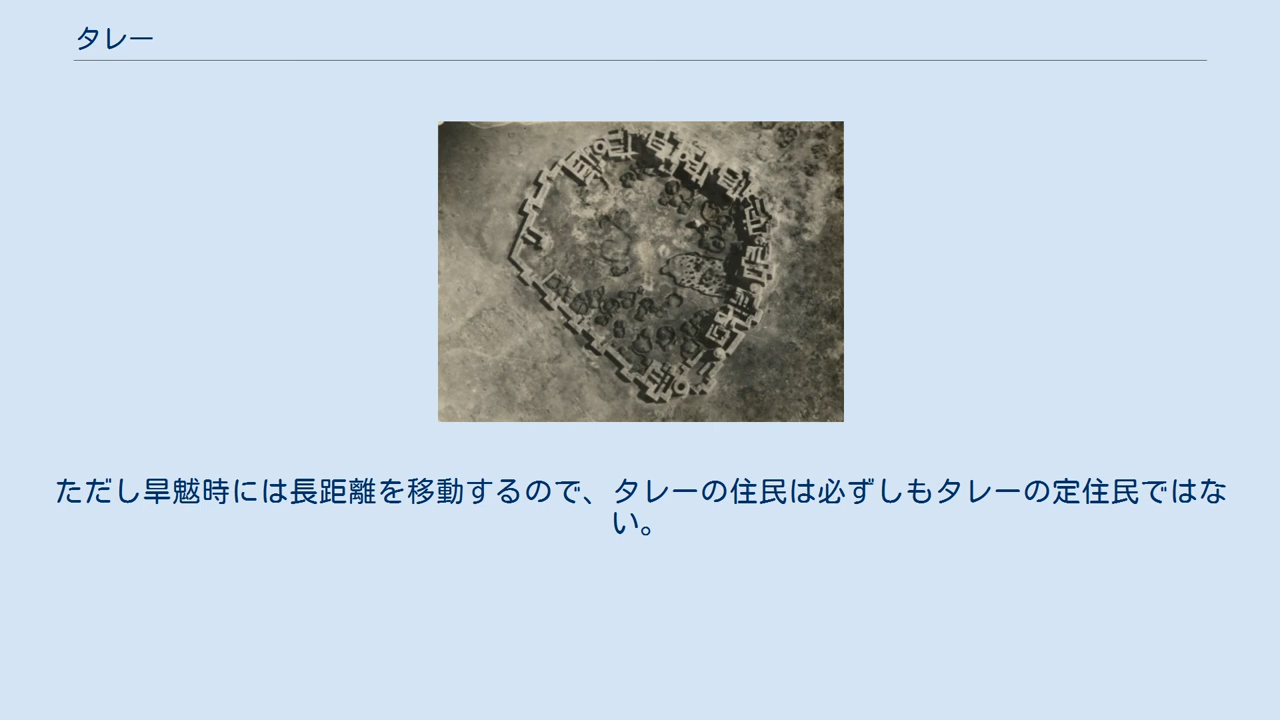 タレー
ただし旱魃時には長距離を移動するので、タレーの住民は必ずしもタレーの定住民ではな
い。